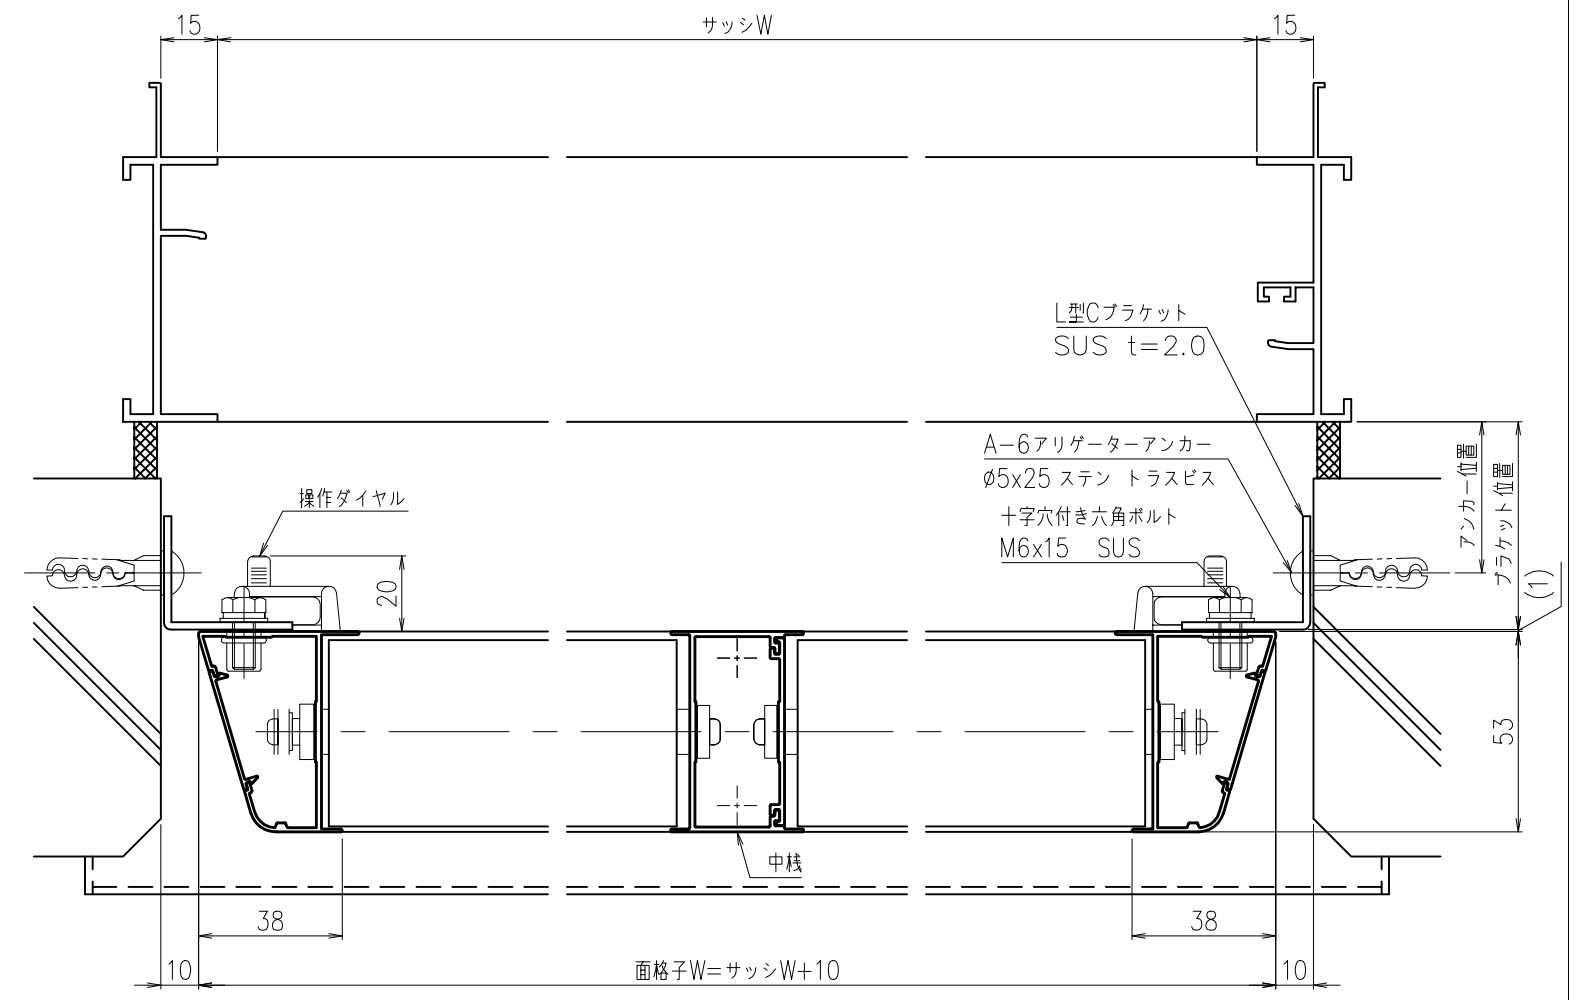 15
サッシW
15
L型Cブラケット
SUS t=2.0
A-6アリゲーターアンカー
ø5x25 ステン トラスビス
十字穴付き六角ボルト
M6x15 SUS
操作ダイヤル
20
アンカー位置
ブラケット位置
(1)
53
中桟
38
38
10
面格子W=サッシW+10
10